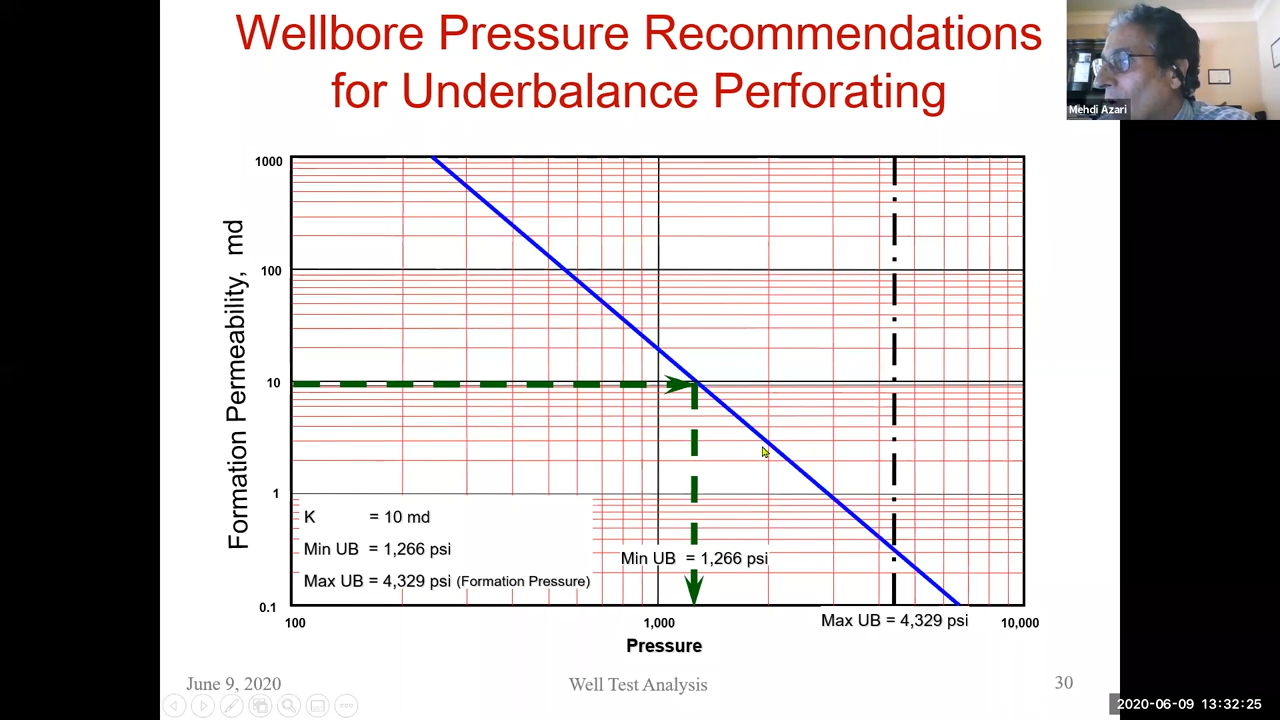 Wellbore Pressure Recommendations
for Underbalance Perforating
Mehdi Azari
1000
100
10
1
0.1
Formation Permeability, md
K = 10 md
Min UB = 1,266 psi
Max UB = 4,329 psi (Formation Pressure)
Min UB = 1,266 psi
Max UB = 4,329 psi
100
1,000
10,000
Pressure
June 9, 2020
Well Test Analysis
30
2020-06-09 13:32:25